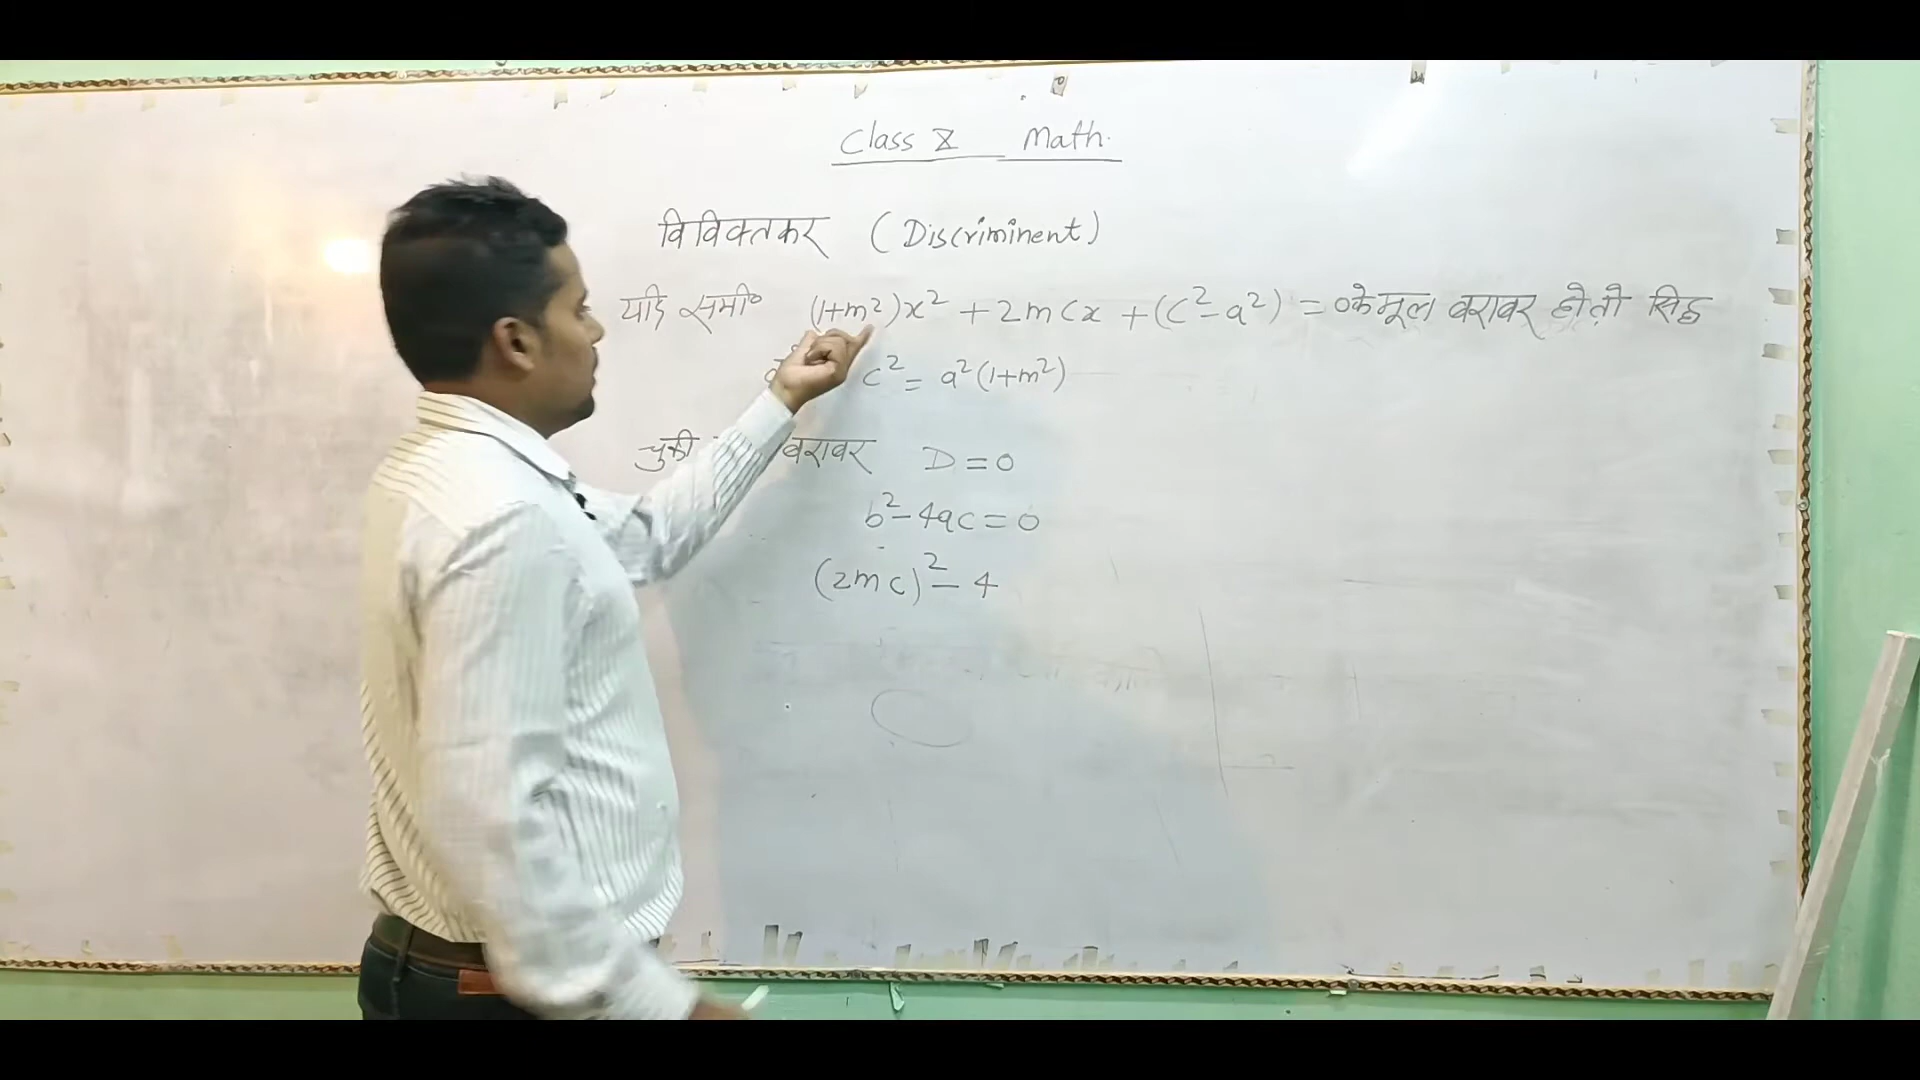 Class X Math.
विविक्तकर (Discriminent)
यदि समी० (1+m²)x² + 2mcx + (c²-a²) = 0 के मूल बराबर हो तो सिद्ध
c² = a²(1+m²)
चुकी बराबर D=0
b²-4ac=0
(2mc)²-4